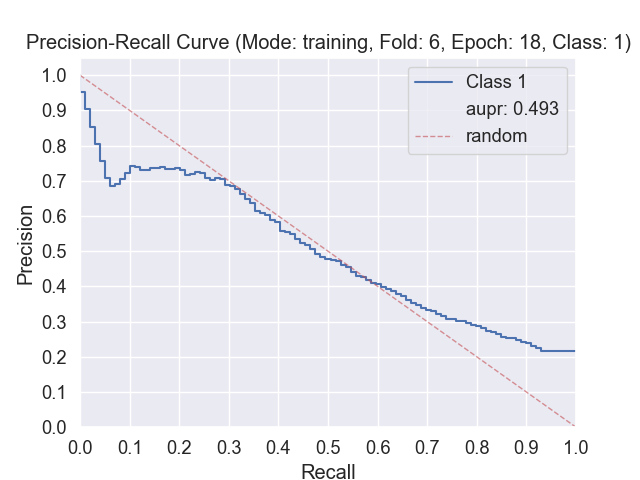 Precision-Recall Curve (Mode: training, Fold: 6, Epoch: 18, Class: 1)
1.0
0.9
0.8
0.7
0.6
0.5
0.4
0.3
0.2
0.1
0.0
Precision
Class 1
aupr: 0.493
random
0.0 0.1 0.2 0.3 0.4 0.5 0.6 0.7 0.8 0.9 1.0
Recall